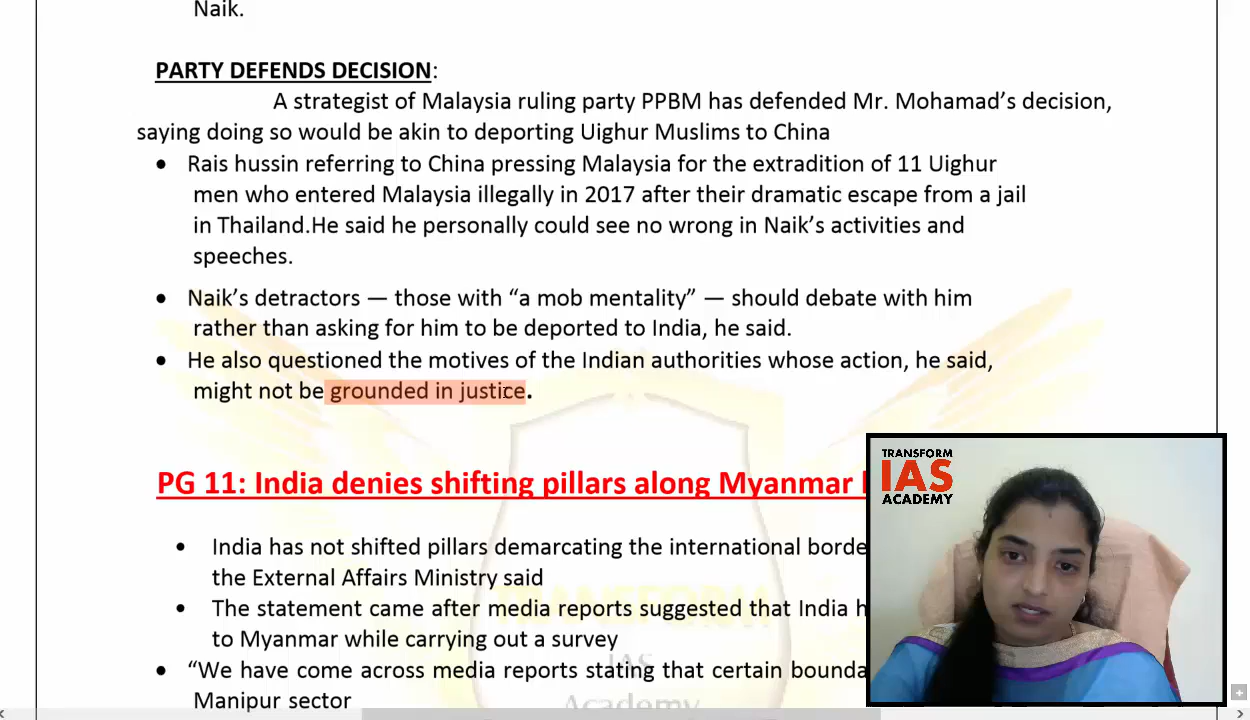 Naik.
PARTY DEFENDS DECISION:
A strategist of Malaysia ruling party PPBM has defended Mr. Mohamad’s decision,
saying doing so would be akin to deporting Uighur Muslims to China
• Rais hussin referring to China pressing Malaysia for the extradition of 11 Uighur
men who entered Malaysia illegally in 2017 after their dramatic escape from a jail
in Thailand.He said he personally could see no wrong in Naik’s activities and
speeches.
• Naik’s detractors — those with “a mob mentality” — should debate with him
rather than asking for him to be deported to India, he said.
• He also questioned the motives of the Indian authorities whose action, he said,
might not be grounded in justice.
PG 11: India denies shifting pillars along Myanmar
• India has not shifted pillars demarcating the international
the External Affairs Ministry said
• The statement came after media reports suggested that India
to Myanmar while carrying out a survey
• “We have come across media reports stating that certain
Manipur sector
TRANSFORM
IAS
Academy
TRANSFORM
IAS
ACADEMY